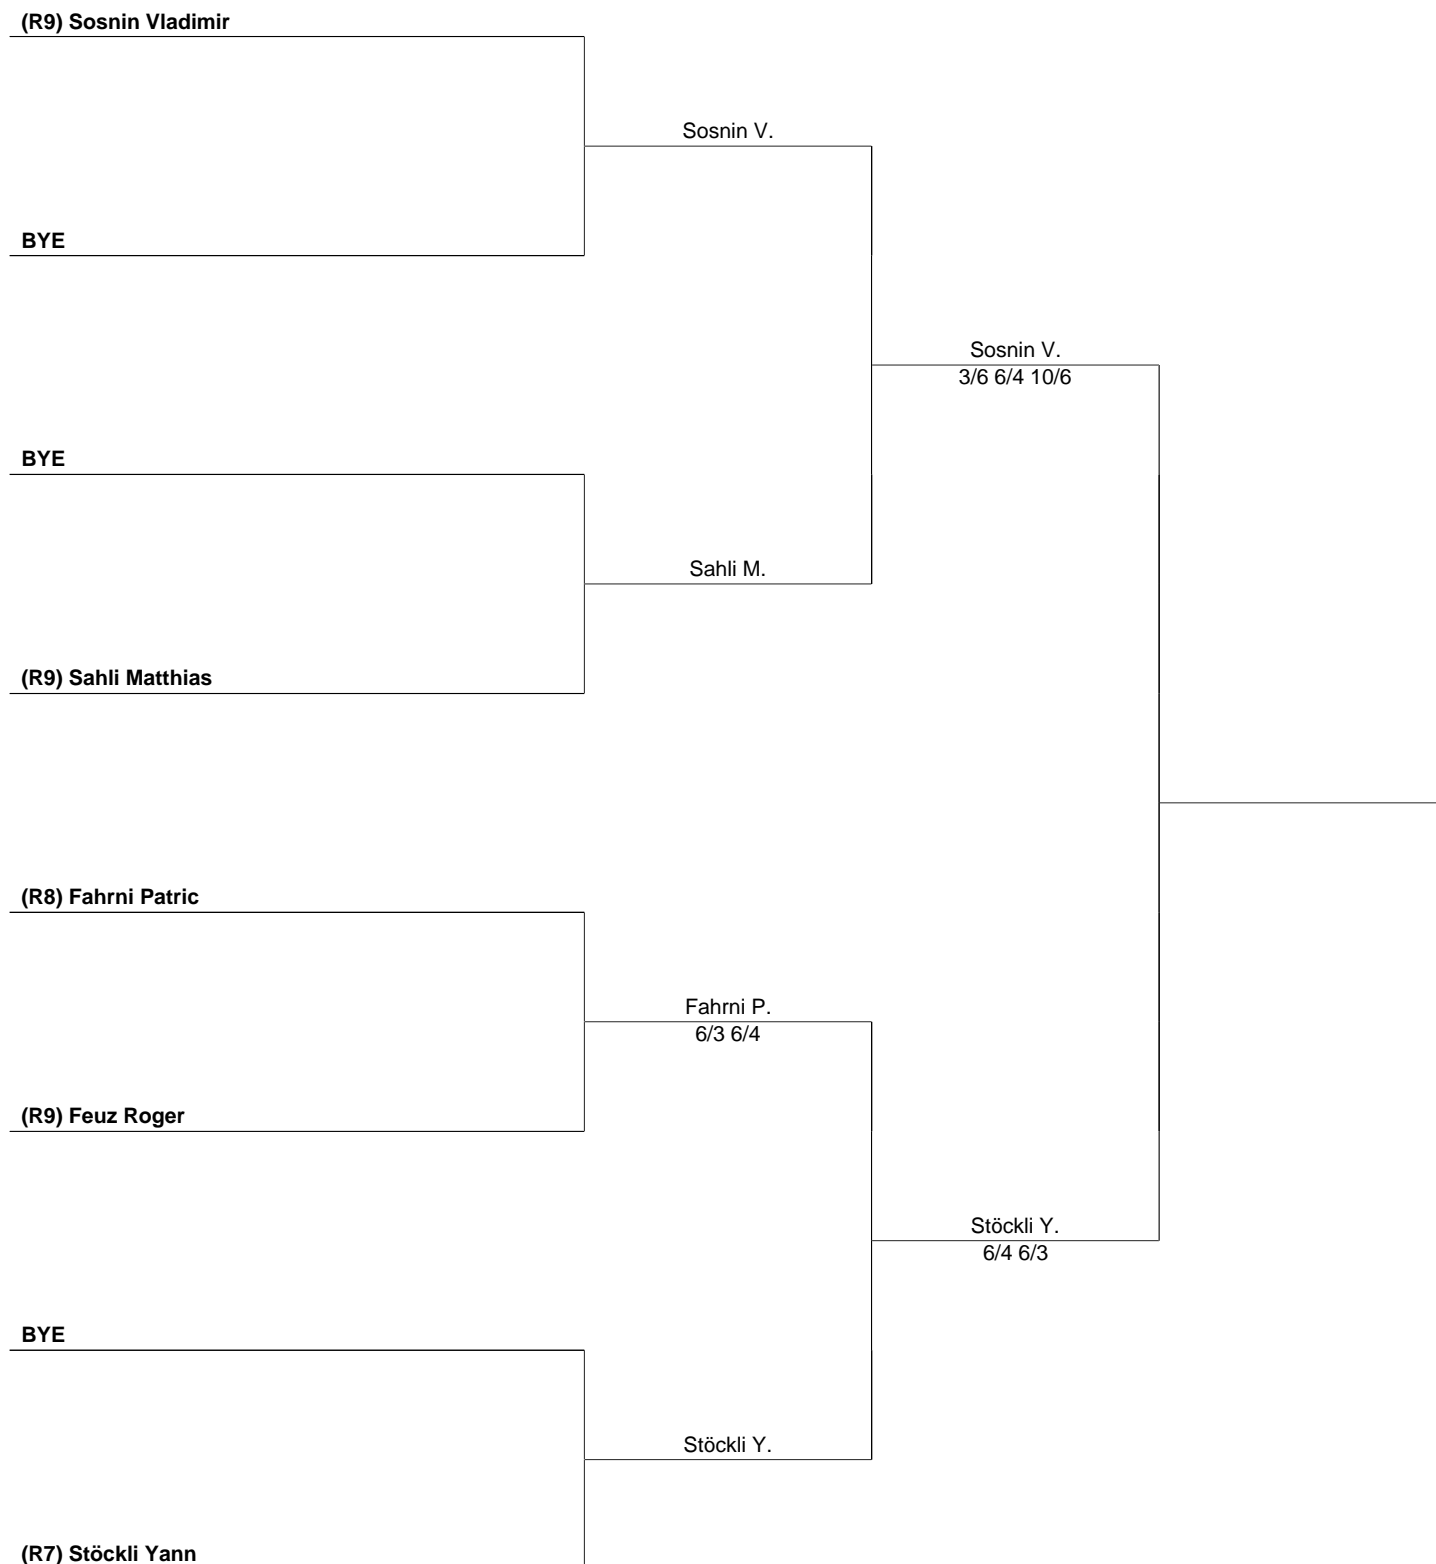 (R9) Sosnin Vladimir
Sosnin V.
BYE
Sosnin V.
3/6 6/4 10/6
BYE
Sahli M.
(R9) Sahli Matthias
(R8) Fahrni Patric
Fahrni P.
6/3 6/4
(R9) Feuz Roger
Stöckli Y.
6/4 6/3
BYE
Stöckli Y.
(R7) Stöckli Yann